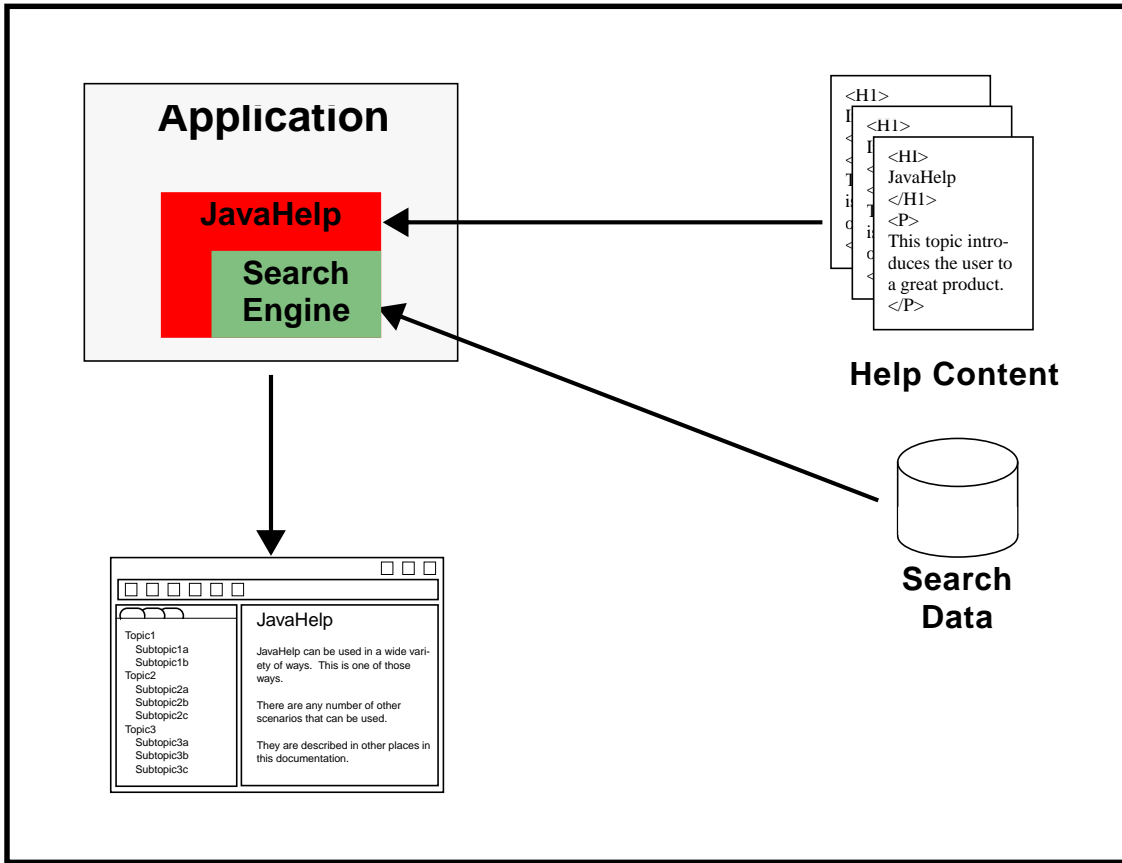 Application
JavaHelp
Search
Engine
<H1>
<H1>
<HI>
JavaHelp
</H1>
<P>
This topic intro-
duces the user to
a great product.
</P>
Help Content
Search
Data
JavaHelp
JavaHelp can be used in a wide vari-
ety of ways.  This is one of those
ways.
There are any number of other
scenarios that can be used.
They are described in other places in
this documentation.
Topic1
Subtopic1a
Subtopic1b
Topic2
Subtopic2a
Subtopic2b
Subtopic2c
Topic3
Subtopic3a
Subtopic3b
Subtopic3c